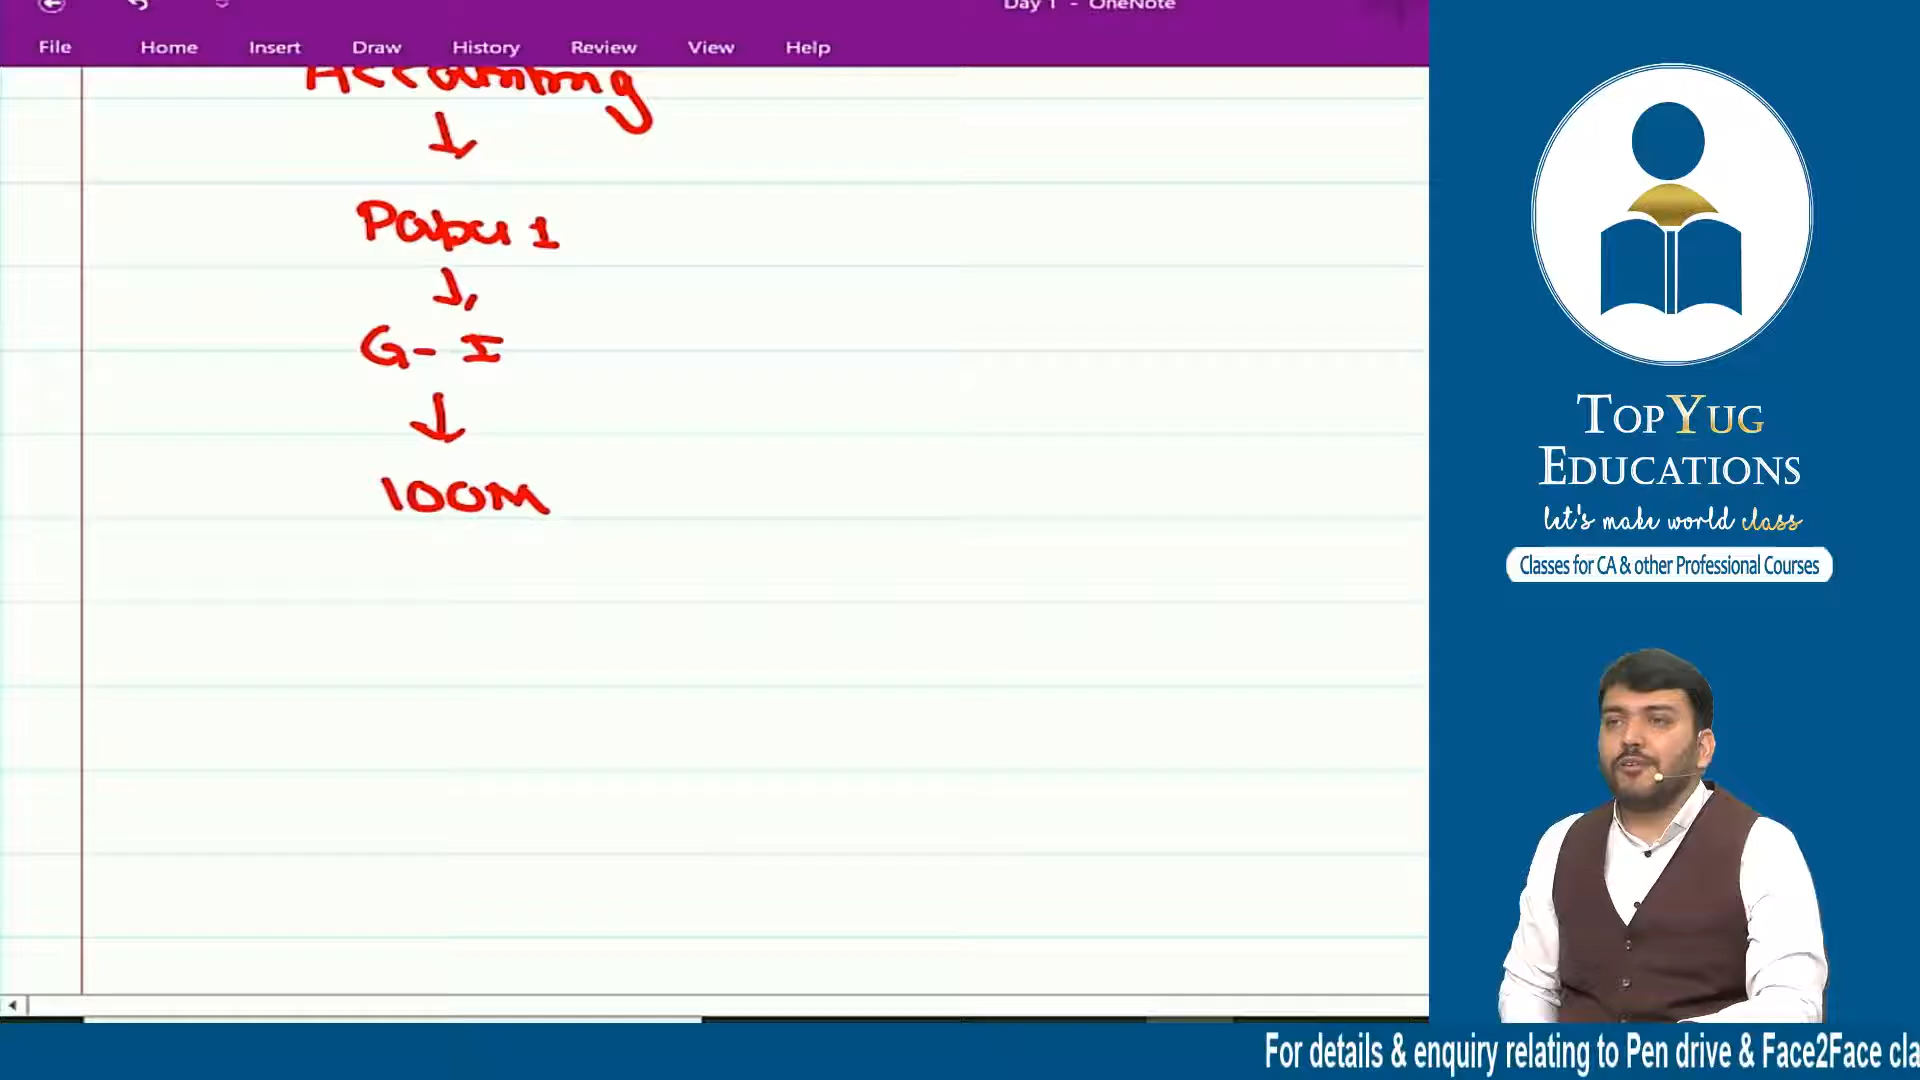 Day 1 - OneNote
File Home Insert Draw History Review View Help
Accounting
Paper 1
G- I
100M
TOPYUG
EDUCATIONS
let's make world class
Classes for CA & other Professional Courses
For details & enquiry relating to Pen drive & Face2Face cla